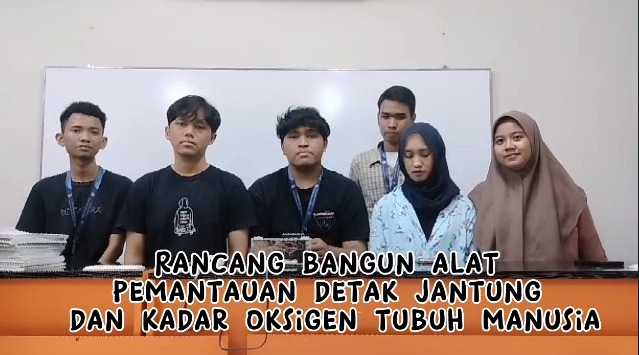 RANCANG BANGUN ALAT
PEMANTAUAN DETAK JANTUNG
DAN KADAR OKSiGEN TUBUH MANUSiA